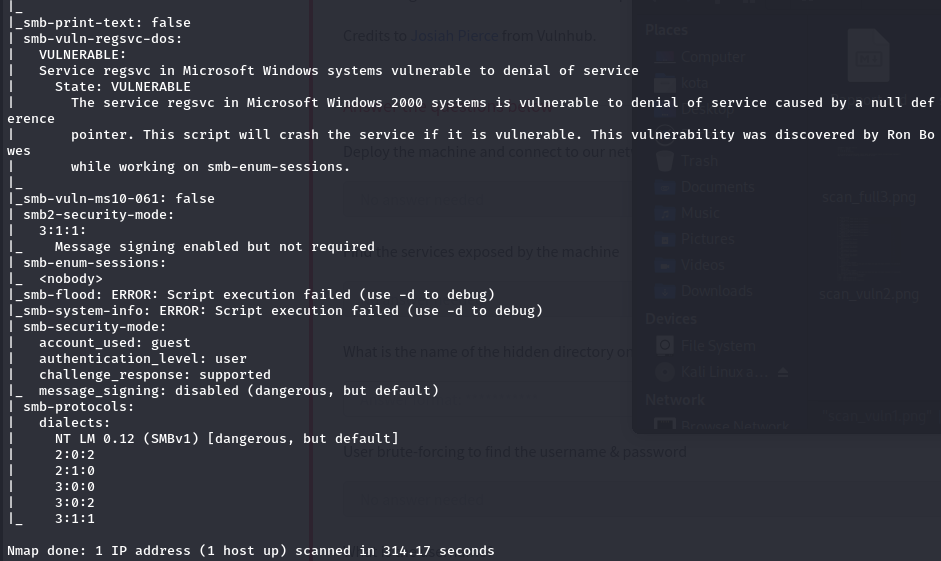 |_
|_smb-print-text: false
| smb-vuln-regsvc-dos:
|   VULNERABLE:
|   Service regsvc in Microsoft Windows systems vulnerable to denial of service
|     State: VULNERABLE
|       The service regsvc in Microsoft Windows 2000 systems is vulnerable to denial of service caused by a null def
erence
|       pointer. This script will crash the service if it is vulnerable. This vulnerability was discovered by Ron Bo
wes
|       while working on smb-enum-sessions.
|_
|_smb-vuln-ms10-061: false
| smb2-security-mode:
|   3:1:1:
|_    Message signing enabled but not required
| smb-enum-sessions:
|_  <nobody>
|_smb-flood: ERROR: Script execution failed (use -d to debug)
|_smb-system-info: ERROR: Script execution failed (use -d to debug)
| smb-security-mode:
|   account_used: guest
|   authentication_level: user
|   challenge_response: supported
|_  message_signing: disabled (dangerous, but default)
| smb-protocols:
|   dialects:
|     NT LM 0.12 (SMBv1) [dangerous, but default]
|     2:0:2
|     2:1:0
|     3:0:0
|     3:0:2
|_    3:1:1
Nmap done: 1 IP address (1 host up) scanned in 314.17 seconds
Credits to Josiah Pierce from Vulnhub
Deploy the machine and connect to our
the services exposed by the machine
What is the name of the hidden directory on
User brute-forcing to find the username & password
Places
Computer
kota
Trash
Documents
Music
Pictures
Videos
Downloads
Devices
File System
Kali Linux a...
Network
Browse Network
scan_full3.png
scan_vuln2.png